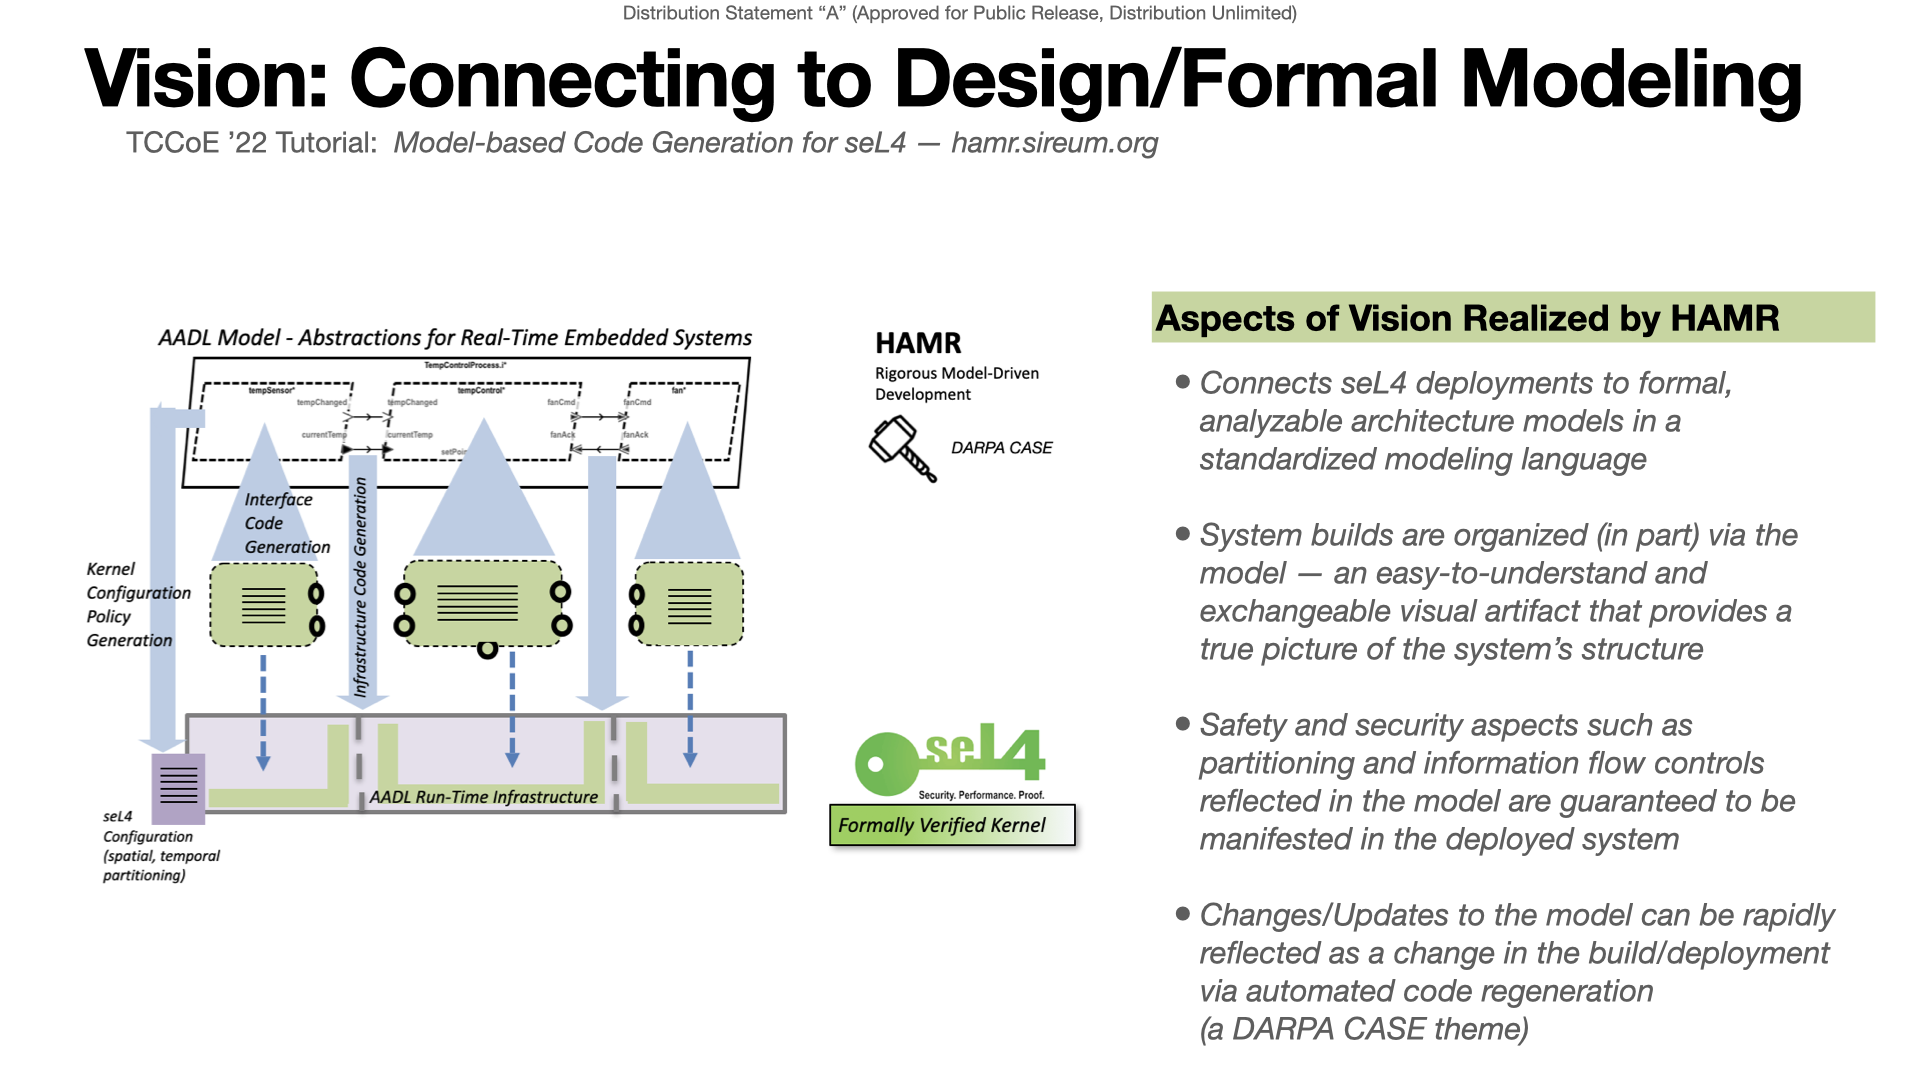 Distribution Statement “A” (Approved for Public Release, Distribution Unlimited)
Vision: Connecting to Design/Formal Modeling
TCCoE ’22 Tutorial: Model-based Code Generation for seL4 — hamr.sireum.org
AADL Model - Abstractions for Real-Time Embedded Systems
TempControlProcess.i*
tempSensor*
tempControl*
fan*
tempChanged
tempChanged
fanCmd
fanCmd
currentTemp
currentTemp
fanAck
fanAck
Interface
Code
Generation
Infrastructure Code Generation
Kernel
Configuration
Policy
Generation
AADL Run-Time Infrastructure
seL4
Configuration
(spatial, temporal
partitioning)
HAMR
Rigorous Model-Driven
Development
DARPA CASE
seL4
Security. Performance. Proof.
Formally Verified Kernel
Aspects of Vision Realized by HAMR
• Connects seL4 deployments to formal,
analyzable architecture models in a
standardized modeling language
• System builds are organized (in part) via the
model — an easy-to-understand and
exchangeable visual artifact that provides a
true picture of the system’s structure
• Safety and security aspects such as
partitioning and information flow controls
reflected in the model are guaranteed to be
manifested in the deployed system
• Changes/Updates to the model can be rapidly
reflected as a change in the build/deployment
via automated code regeneration
(a DARPA CASE theme)